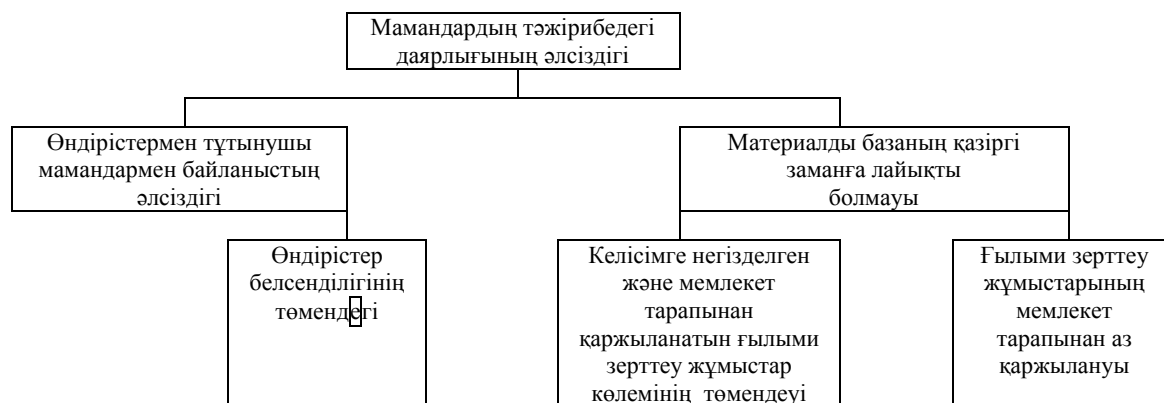 Мамандардың тәжірибедегі
даярлығының әлсіздігі
Өндірістермен тұтынушы
мамандармен байланыстың
әлсіздігі
Материалды базаның қазіргі
заманға лайықты
болмауы
Өндірістер
белсенділігінің
төмендегі
Келісімге негізделген
және мемлекет
тарапынан
қаржыланатын ғылыми
зерттеу жұмыстар
көлемінің төмендеуі
Ғылыми зерттеу
жұмыстарының
мемлекет
тарапынан аз
қаржылануы